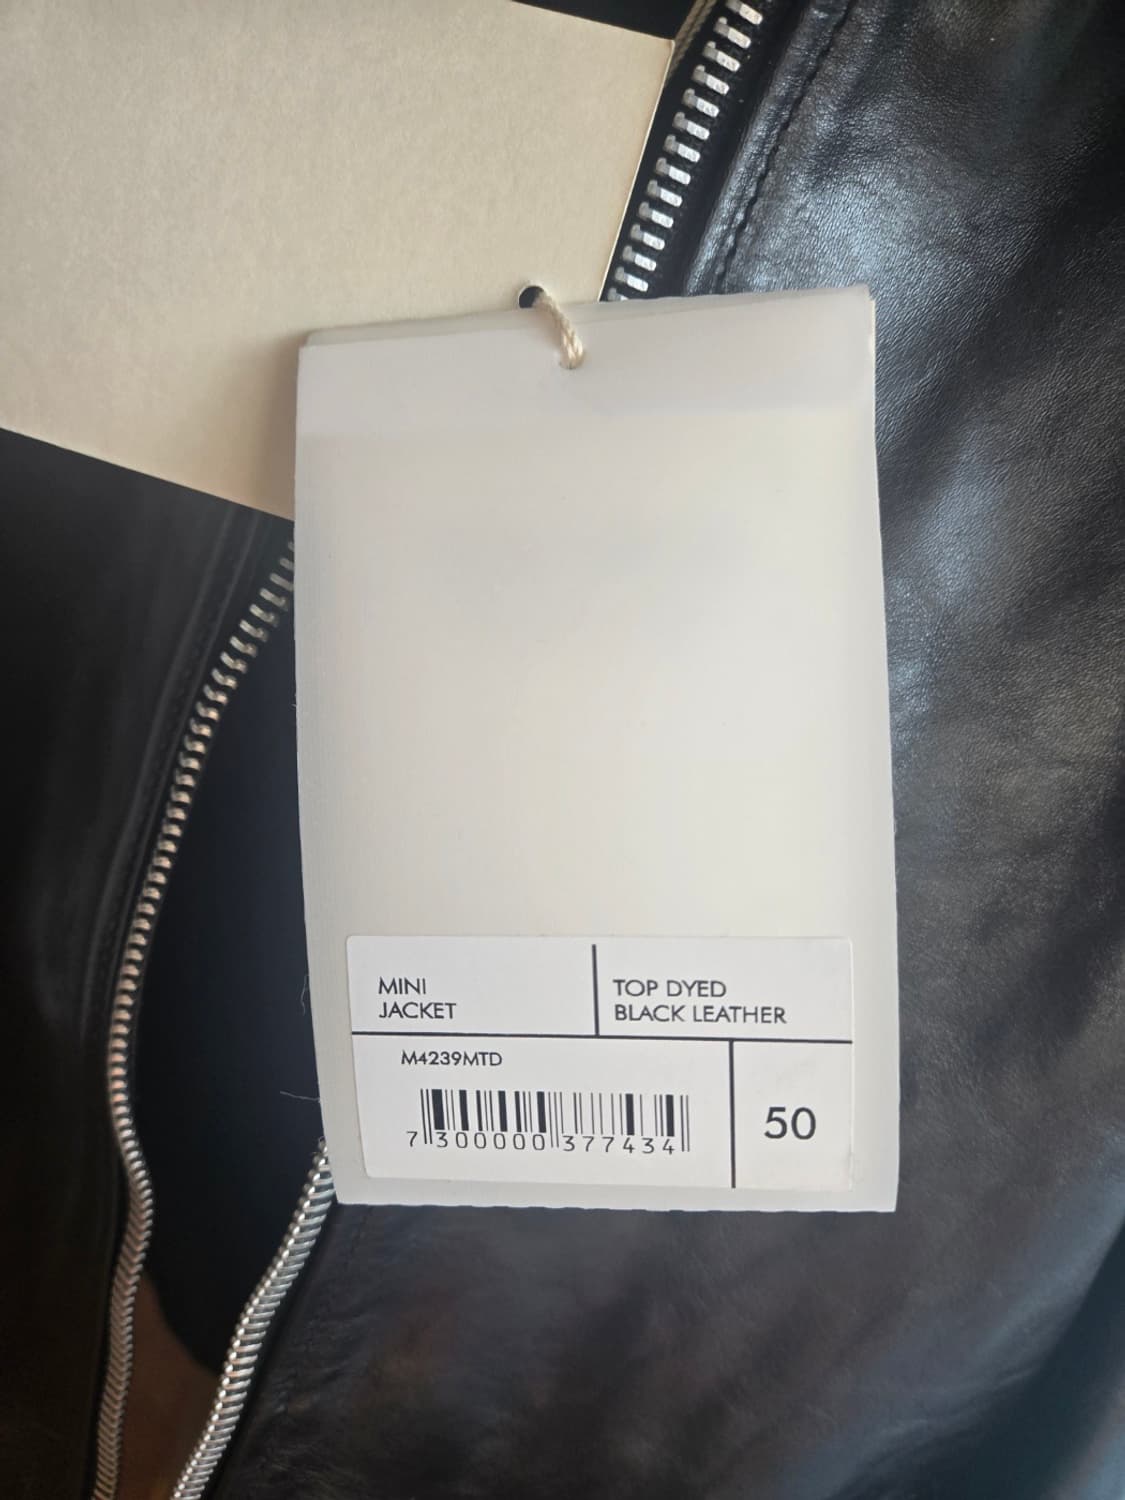 MINI
JACKET
TOP DYED
BLACK LEATHER
M4239MTD
7 300000 377434
50